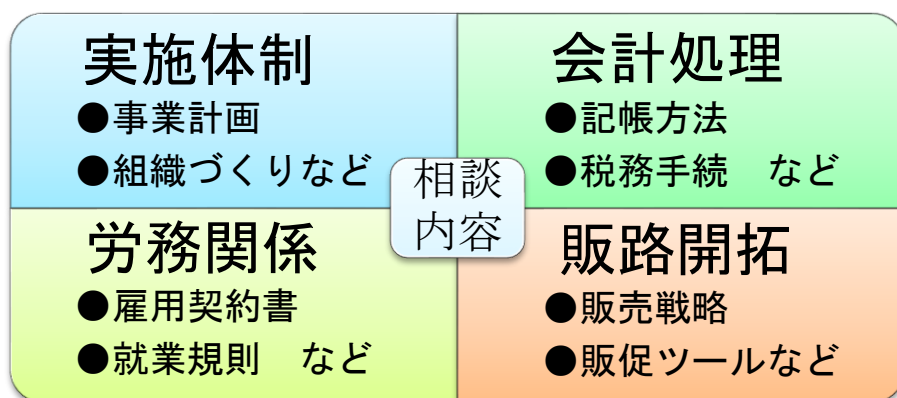 実施体制
●事業計画
●組織づくりなど
会計処理
●記帳方法
●税務手続　など
相談
内容
労務関係
●雇用契約書
●就業規則　など
販路開拓
●販売戦略
●販促ツールなど